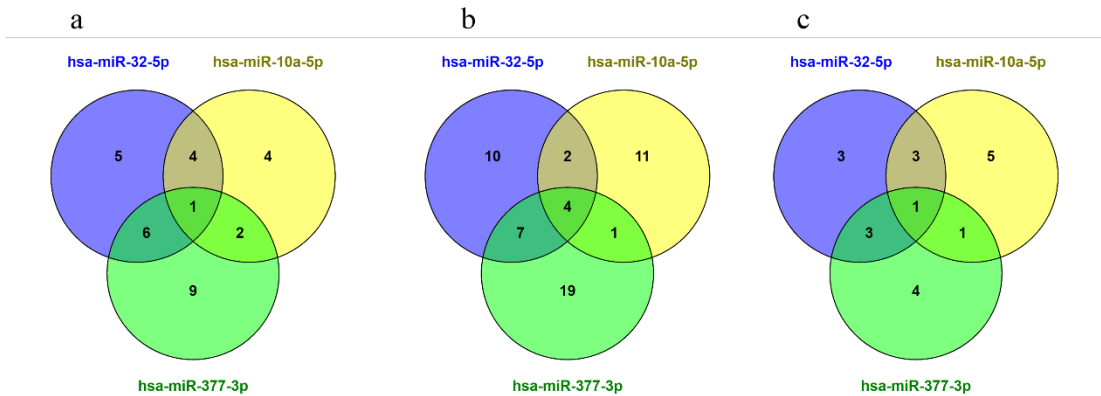 a b c
hsa-miR-32-5p hsa-miR-10a-5p hsa-miR-32-5p hsa-miR-10a-5p hsa-miR-32-5p hsa-miR-10a-5p
5 4 4 10 2 11 3 3 5
1 4 1
6 2 7 1 3 1
9 19 4
hsa-miR-377-3p hsa-miR-377-3p hsa-miR-377-3p